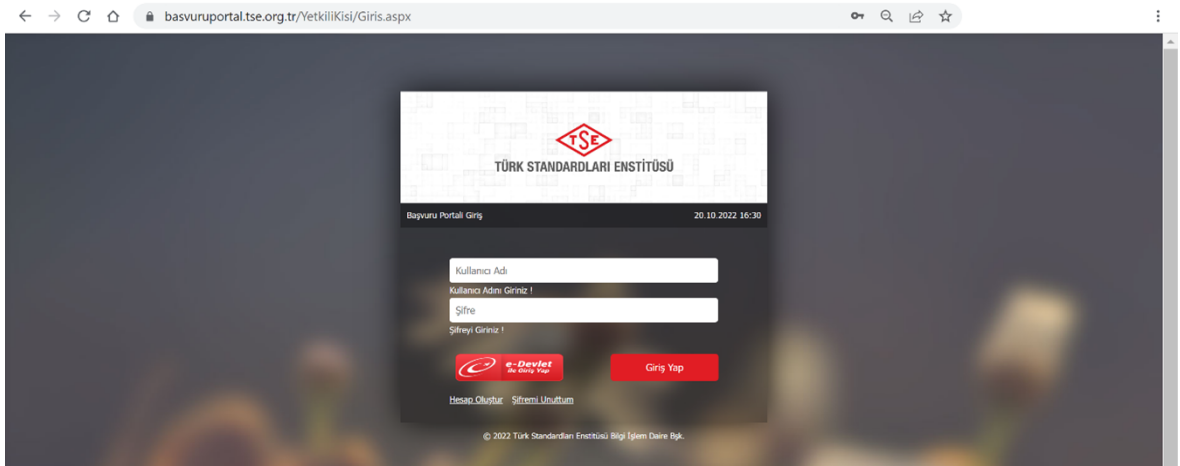 basvuruportal.tse.org.tr/YetkiliKisi/Giris.aspx
TSE
TÜRK STANDARDLARI ENSTİTÜSÜ
Başvuru Portali Giriş 20.10.2022 16:30
Kullanıcı Adı
Kullanıcı Adını Giriniz !
Şifre
Şifreyi Giriniz !
e-Devlet
ile Giriş Yap
Giriş Yap
Hesap Oluştur Şifremi Unuttum
© 2022 Türk Standardları Enstitüsü Bilgi İşlem Daire Bşk.